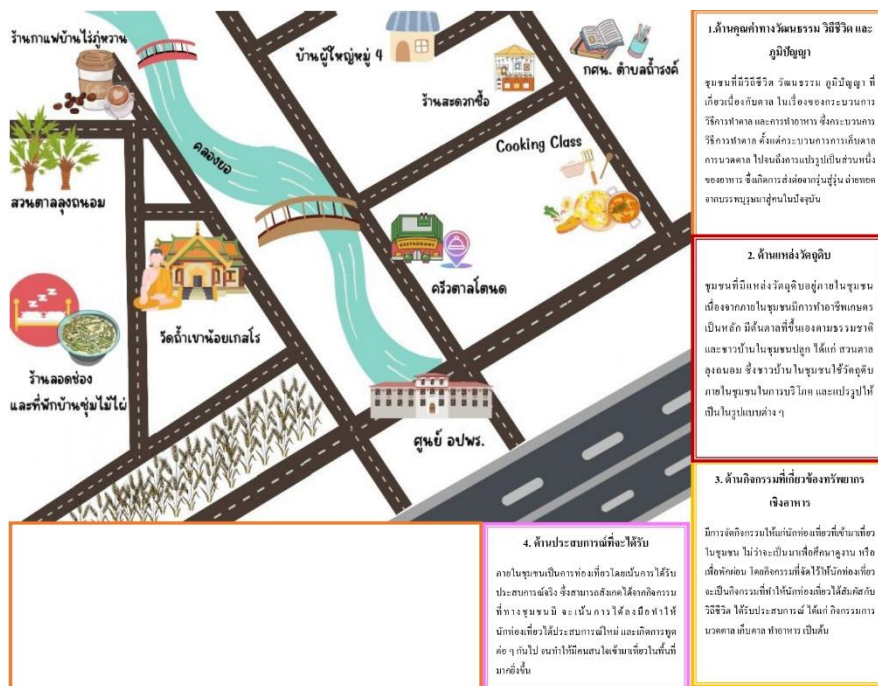 ร้านกาแฟบ้านไร่ภู่หวาน
บ้านผู้ใหญ่หมู่ 4
ร้านสะดวกซื้อ
กศน. ตำบลถ้ำรงค์
คลองยอ
Cooking Class
สวนตาลลุงถนอม
RESTAURANT
ครัวตาลโตนด
วัดถ้ำเขาน้อยเกสโร
ร้านลอดช่อง
และที่พักบ้านซุ่มไม้ไผ่
ศูนย์ อปพร.
1.ด้านคุณค่าทางวัฒนธรรม วิถีชีวิต และ
ภูมิปัญญา
ชุมชนที่มีวิถีชีวิต วัฒนธรรม ภูมิปัญญา ที่
เกี่ยวเนื่องกับตาล ในเรื่องของกระบวนการ
วิธีการทำตาล และการทำอาหาร ซึ่งกระบวนการ
วิธีการทำตาล ตั้งแต่กระบวนการการเก็บตาล
การนวดตาล ไปจนถึงการแปรรูปเป็นส่วนหนึ่ง
ของอาหาร ซึ่งเกิดการส่งต่อจากรุ่นสู่รุ่น ถ่ายทอด
จากบรรพบุรุษมาสู่คนในปัจจุบัน
2. ด้านแหล่งวัตถุดิบ
ชุมชนที่มีแหล่งวัตถุดิบอยู่ภายในชุมชน
เนื่องจากภายในชุมชนมีการทำอาชีพเกษตร
เป็นหลัก มีต้นตาลที่ขึ้นเองตามธรรมชาติ
และชาวบ้านในชุมชนปลูก ได้แก่ สวนตาล
ลุงถนอม ซึ่งชาวบ้านในชุมชนใช้วัตถุดิบ
ภายในชุมชนในการบริโภค และแปรรูปให้
เป็นในรูปแบบต่าง ๆ
3. ด้านกิจกรรมที่เกี่ยวข้องทรัพยากร
เชิงอาหาร
มีการจัดกิจกรรมให้แก่นักท่องเที่ยวที่เข้ามาเที่ยว
ในชุมชน ไม่ว่าจะเป็นมาเพื่อศึกษาดูงาน หรือ
เพื่อพักผ่อน โดยกิจกรรมที่จัดไว้ให้นักท่องเที่ยว
จะเป็นกิจกรรมที่ทำให้นักท่องเที่ยวได้สัมผัสกับ
วิถีชีวิต ได้รับประสบการณ์ ได้แก่ กิจกรรมการ
นวดตาล เก็บตาล ทำอาหาร เป็นต้น
4. ด้านประสบการณ์ที่จะได้รับ
ภายในชุมชนเป็นการท่องเที่ยวโดยเน้นการได้รับ
ประสบการณ์จริง ซึ่งสามารถสังเกตได้จากกิจกรรม
ที่ทางชุมชนมี จะเน้นการได้ลงมือทำให้
นักท่องเที่ยวได้ประสบการณ์ใหม่ และเกิดการพูด
ต่อ ๆ กันไป จนทำให้มีคนสนใจเข้ามาเที่ยวในพื้นที่
มากยิ่งขึ้น